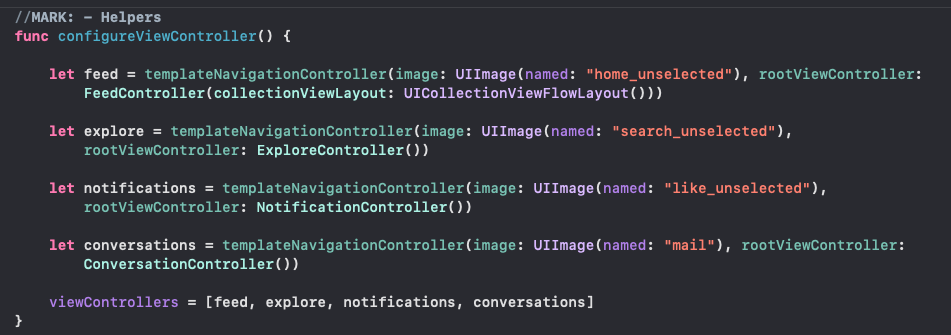 //MARK: - Helpers
func configureViewController() {
let feed = templateNavigationController(image: UIImage(named: "home_unselected"), rootViewController:
FeedController(collectionViewLayout: UICollectionViewFlowLayout()))
let explore = templateNavigationController(image: UIImage(named: "search_unselected"),
rootViewController: ExploreController())
let notifications = templateNavigationController(image: UIImage(named: "like_unselected"),
rootViewController: NotificationController())
let conversations = templateNavigationController(image: UIImage(named: "mail"), rootViewController:
ConversationController())
viewControllers = [feed, explore, notifications, conversations]
}